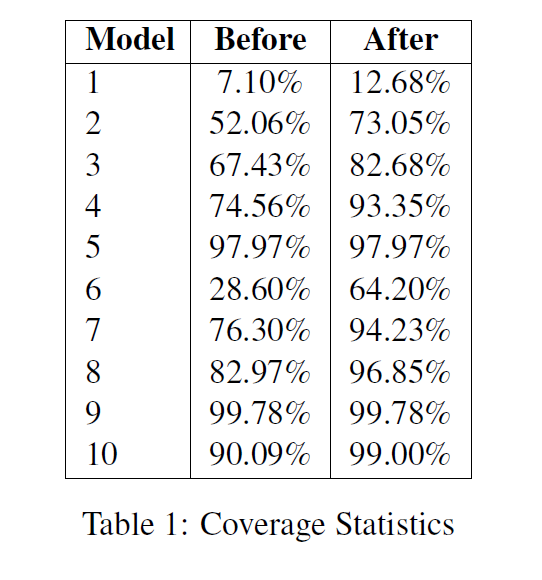 Model Before After
1 7.10% 12.68%
2 52.06% 73.05%
3 67.43% 82.68%
4 74.56% 93.35%
5 97.97% 97.97%
6 28.60% 64.20%
7 76.30% 94.23%
8 82.97% 96.85%
9 99.78% 99.78%
10 90.09% 99.00%
Table 1: Coverage Statistics